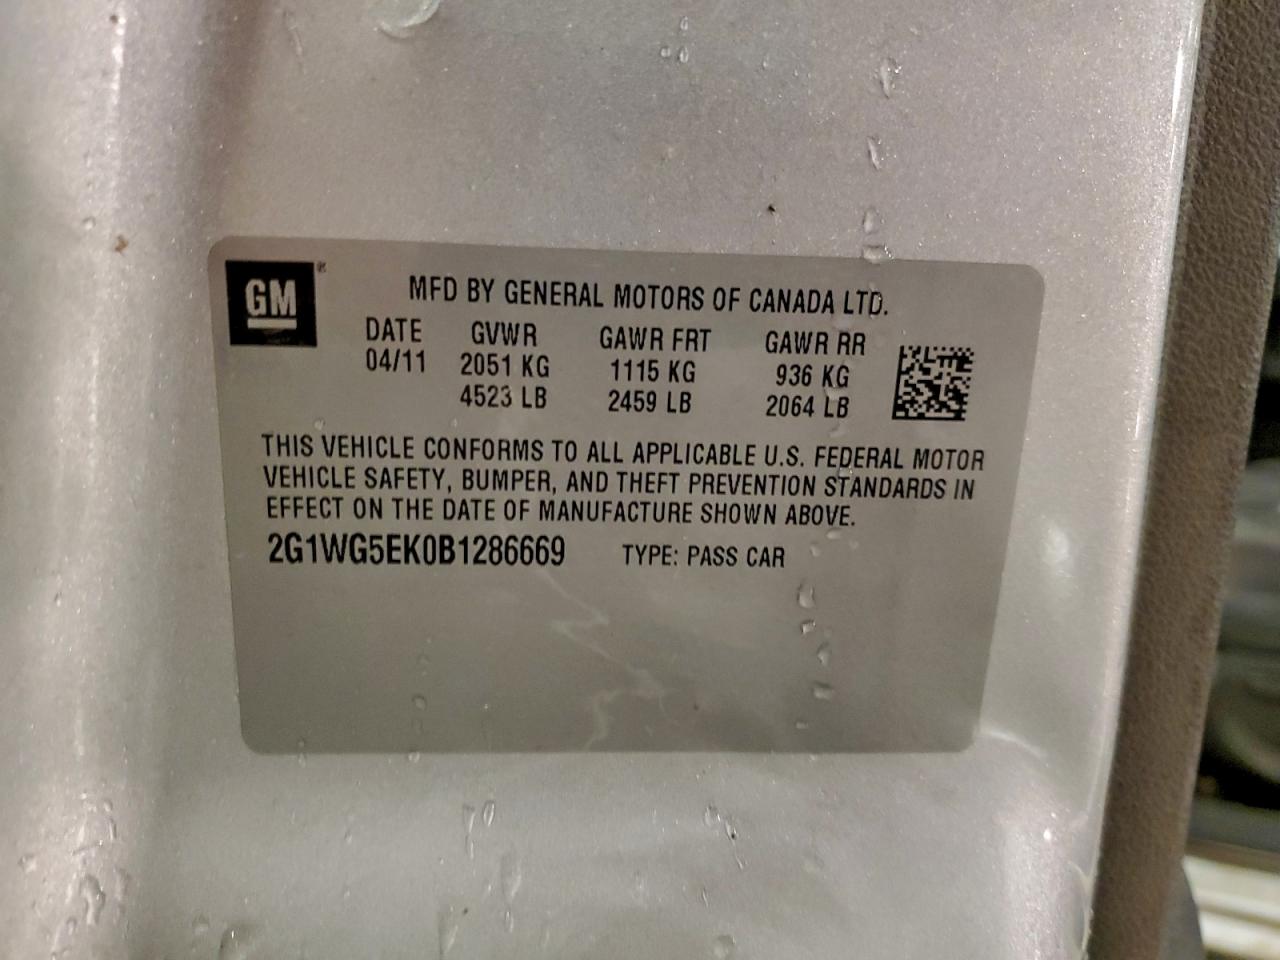 GM®
MFD BY GENERAL MOTORS OF CANADA LTD.
DATE GVWR GAWR FRT GAWR RR
04/11 2051 KG 1115 KG 936 KG
4523 LB 2459 LB 2064 LB
THIS VEHICLE CONFORMS TO ALL APPLICABLE U.S. FEDERAL MOTOR
VEHICLE SAFETY, BUMPER, AND THEFT PREVENTION STANDARDS IN
EFFECT ON THE DATE OF MANUFACTURE SHOWN ABOVE.
2G1WG5EK0B1286669 TYPE: PASS CAR